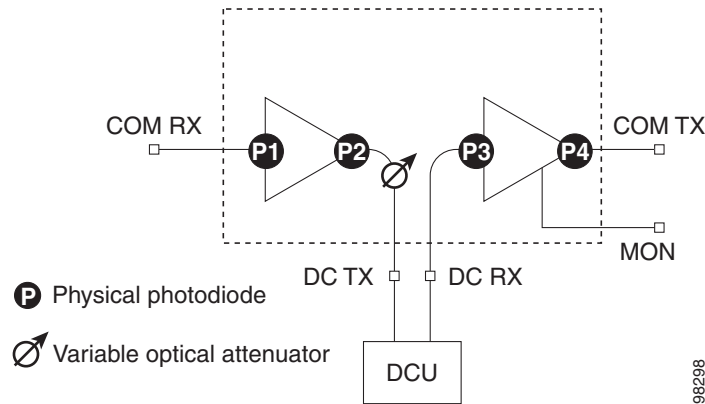 COM RX
P1
P2
P3
P4
COM TX
MON
DC TX
DC RX
P Physical photodiode
Variable optical attenuator
DCU
98298